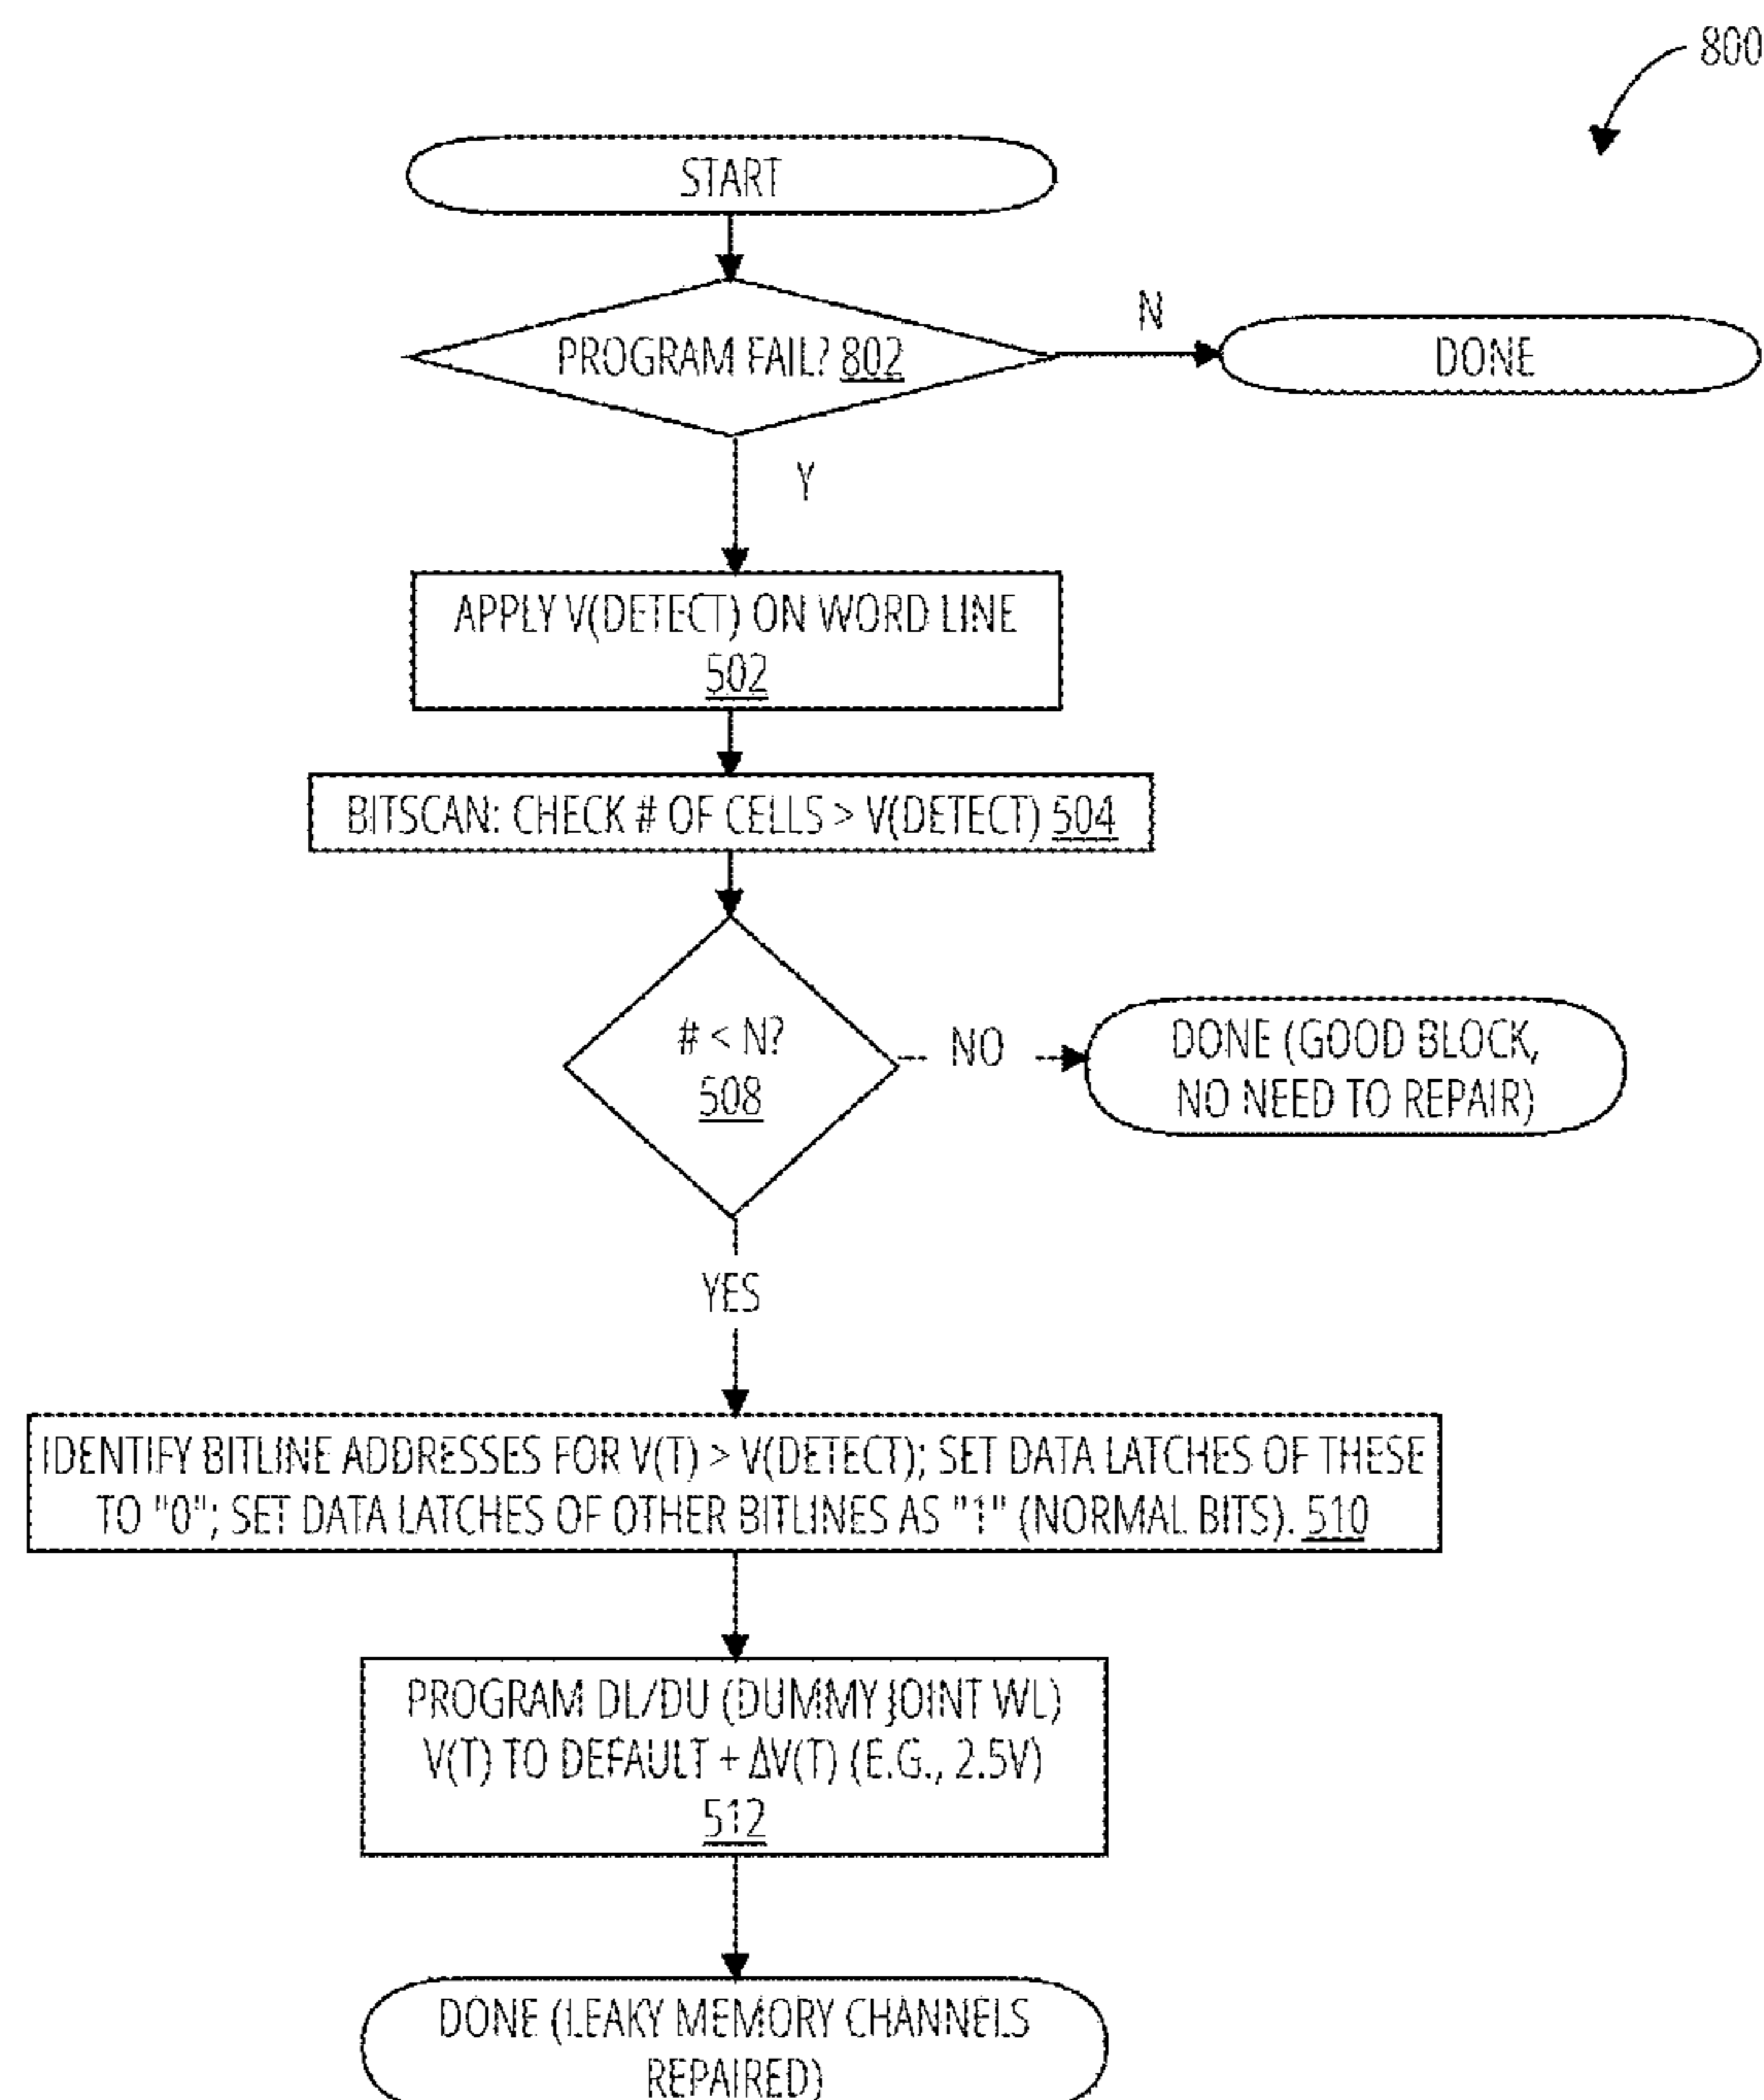 800
START
PROGRAM FAIL? 802
N
DONE
Y
APPLY V(DETECT) ON WORD LINE
502
BITSCAN: CHECK # OF CELLS > V(DETECT) 504
# < N?
508
NO
DONE (GOOD BLOCK,
NO NEED TO REPAIR)
YES
IDENTIFY BITLINE ADDRESSES FOR V(T) > V(DETECT); SET DATA LATCHES OF THESE
TO "0"; SET DATA LATCHES OF OTHER BITLINES AS "1" (NORMAL BITS). 510
PROGRAM DL/DU (DUMMY JOINT WL)
V(T) TO DEFAULT + ΔV(T) (E.G., 2.5V)
512
DONE (LEAKY MEMORY CHANNELS
REPAIRED)